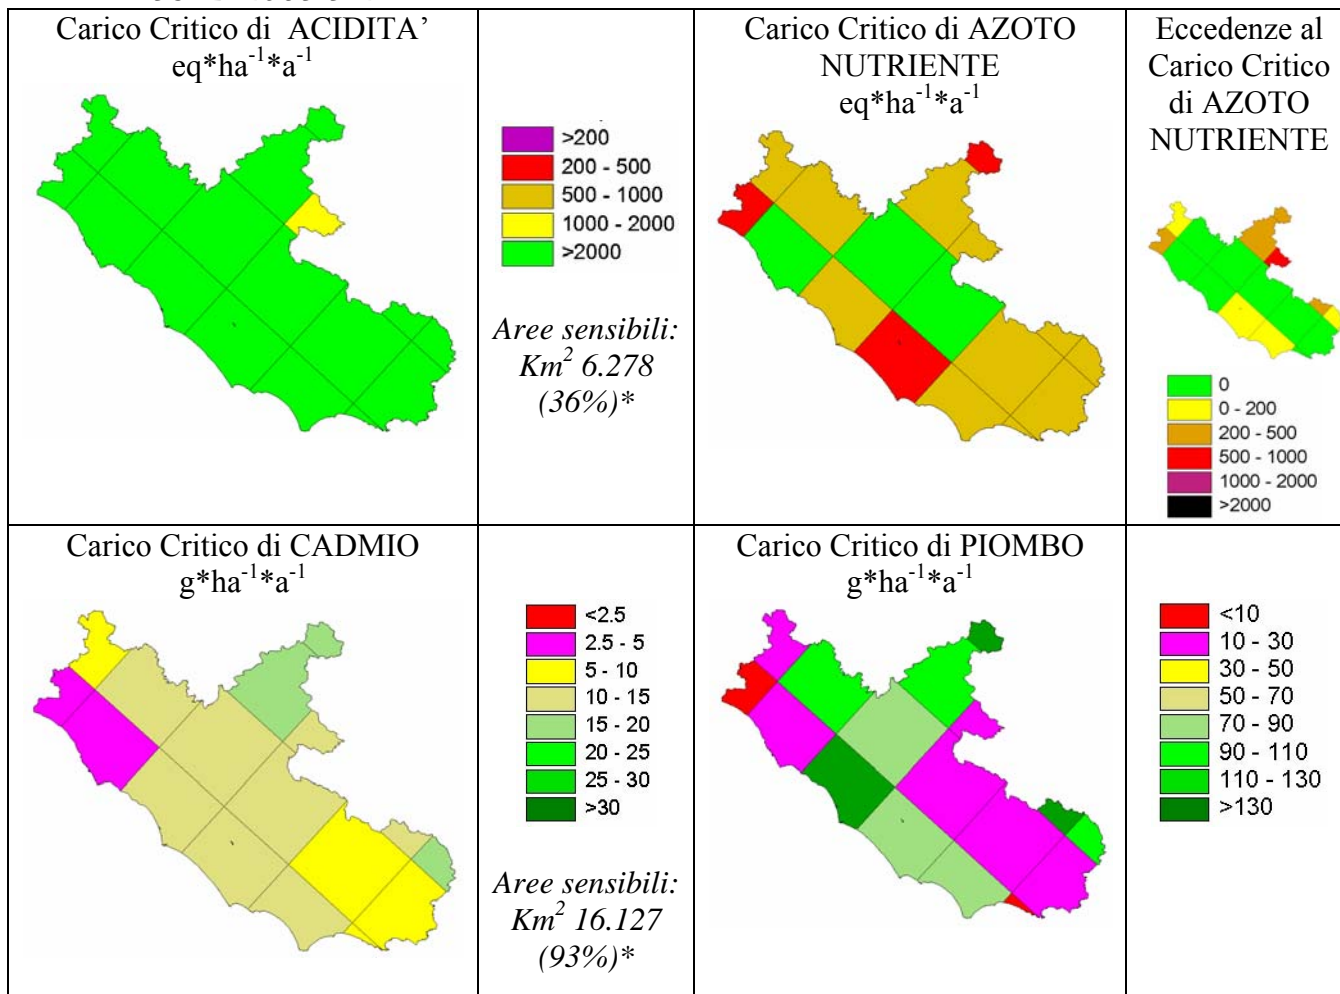 Carico Critico di ACIDITA’
eq*ha-1*a-1
>200
200 - 500
500 - 1000
1000 - 2000
>2000
Aree sensibili:
Km2 6.278
(36%)*
Carico Critico di AZOTO
NUTRIENTE
eq*ha-1*a-1
Eccedenze al
Carico Critico
di AZOTO
NUTRIENTE
0
0 - 200
200 - 500
500 - 1000
1000 - 2000
>2000
Carico Critico di CADMIO
g*ha-1*a-1
<2.5
2.5 - 5
5 - 10
10 - 15
15 - 20
20 - 25
25 - 30
>30
Aree sensibili:
Km2 16.127
(93%)*
Carico Critico di PIOMBO
g*ha-1*a-1
<10
10 - 30
30 - 50
50 - 70
70 - 90
90 - 110
110 - 130
>130